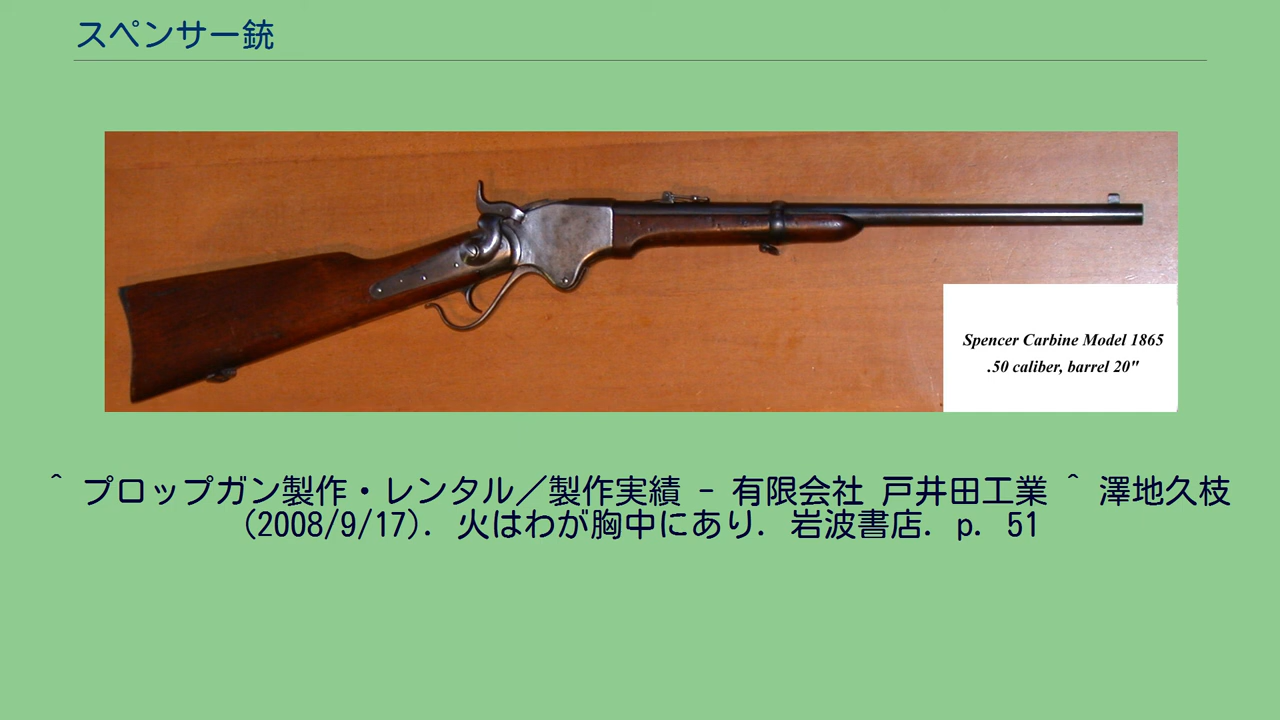 スペンサー銃
Spencer Carbine Model 1865
.50 caliber, barrel 20"
^ プロップガン製作・レンタル／製作実績 - 有限会社 戸井田工業 ^ 澤地久枝
(2008/9/17). 火はわが胸中にあり. 岩波書店. p. 51